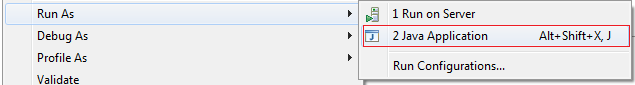 Run As
Debug As
Profile As
Validate
1 Run on Server
2 Java Application Alt+Shift+X, J
Run Configurations...